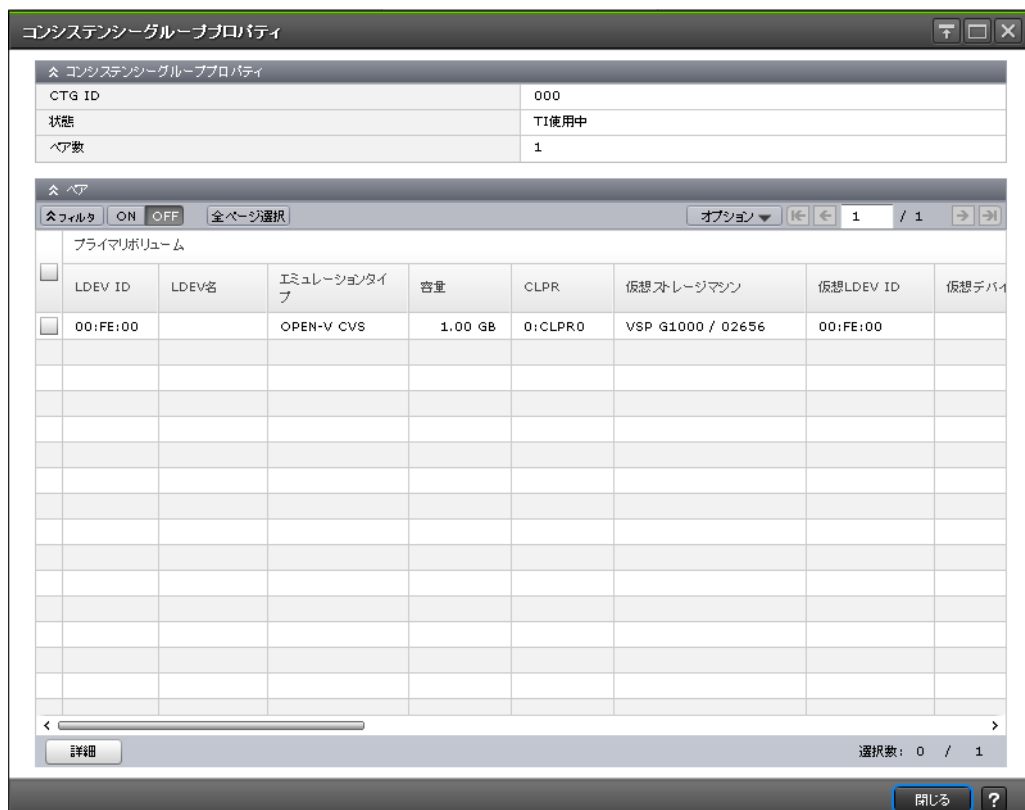 コンシステンシーグループプロパティ
コンシステンシーグループプロパティ
CTG ID 000
状態 TI使用中
ペア数 1
ペア
フィルタ ON OFF 全ページ選択 オプション 1 / 1
プライマリボリューム
LDEV ID LDEV名 エミュレーションタイプ 容量 CLPR 仮想ストレージマシン 仮想LDEV ID 仮想デバイ
00:FE:00 OPEN-V CVS 1.00 GB 0:CLPR0 VSP G1000 / 02656 00:FE:00
詳細 選択数: 0 / 1
閉じる ?